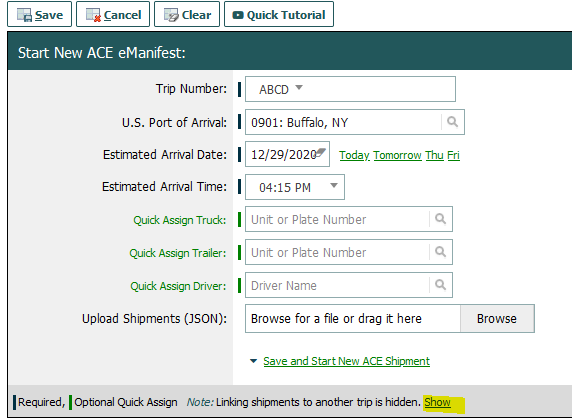 Save Cancel Clear Quick Tutorial
Start New ACE eManifest:
Trip Number: ABCD
U.S. Port of Arrival: 0901: Buffalo, NY
Estimated Arrival Date: 12/29/2020 Today Tomorrow Thu Fri
Estimated Arrival Time: 04:15 PM
Quick Assign Truck: Unit or Plate Number
Quick Assign Trailer: Unit or Plate Number
Quick Assign Driver: Driver Name
Upload Shipments (JSON): Browse for a file or drag it here Browse
Save and Start New ACE Shipment
Required, Optional Quick Assign Note: Linking shipments to another trip is hidden. Show